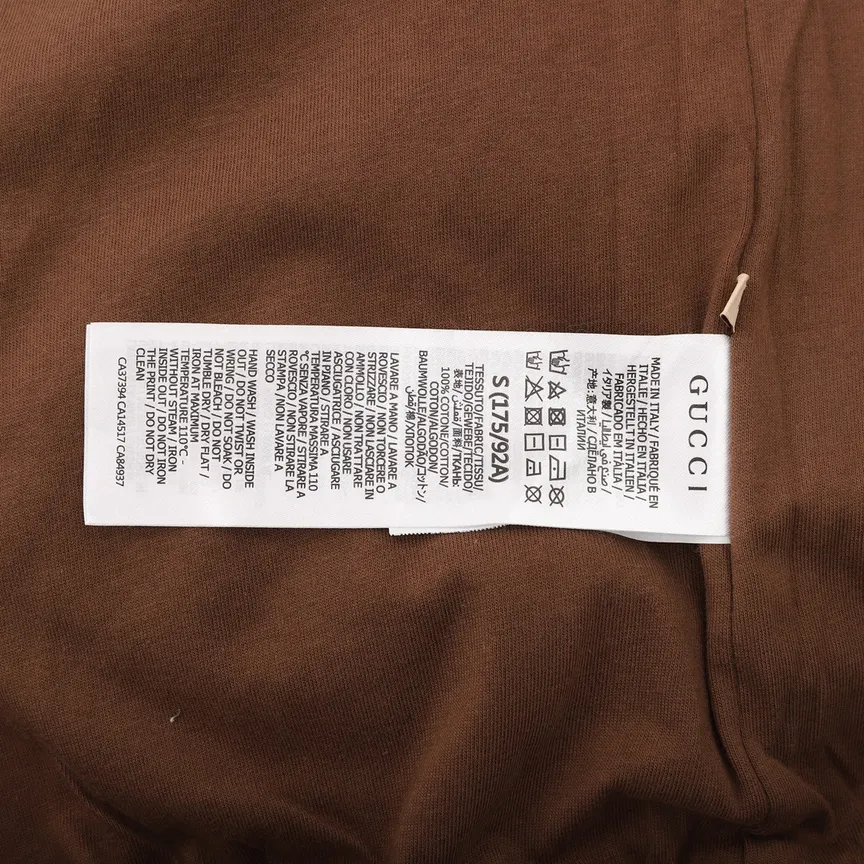 GUCCI
MADE IN ITALY / FABRIQUÉ EN
ITALIE / HECHO EN ITALIA /
HERGESTELLT IN ITALIEN /
FABRICADO EN ITÁLIA /
イタリア製 / صنع في إيطاليا /
产地:意大利 / СДЕЛАНО В
ИТАЛИИ
S (175/92A)
TESSUTO/FABRIC/TISSU/
TEJIDO/GEWEBE/TECIDO/
表地/قماش/面料/ТКАНЬ
100% COTONE/COTTON/
COTON/ALGODON/
BAUMWOLLE/ALGODÃO/コットン/
قطن/棉/ХЛОПОК
LAVARE A MANO / LAVARE A
ROVESCIO / NON TORCERE O
STRIZZARE / NON LASCIARE IN
AMMOLLO / NON TRATTARE
CON CLORO / NON USARE
ASCIUGATRICE / ASCIUGARE
IN PIANO / STIRARE A
TEMPERATURA MASSIMA 110
°C SENZA VAPORE / STIRARE A
ROVESCIO / NON STIRARE LA
STAMPA / NON LAVARE A
SECCO
HAND WASH / WASH INSIDE
OUT / DO NOT TWIST OR
WRING / DO NOT SOAK / DO
NOT BLEACH / DO NOT
TUMBLE DRY / DRY FLAT /
IRON AT MAXIMUM
TEMPERATURE 110°C -
WITHOUT STEAM / IRON
INSIDE OUT / DO NOT IRON
THE PRINT / DO NOT DRY
CLEAN
CA37394 CA14517 CA84937